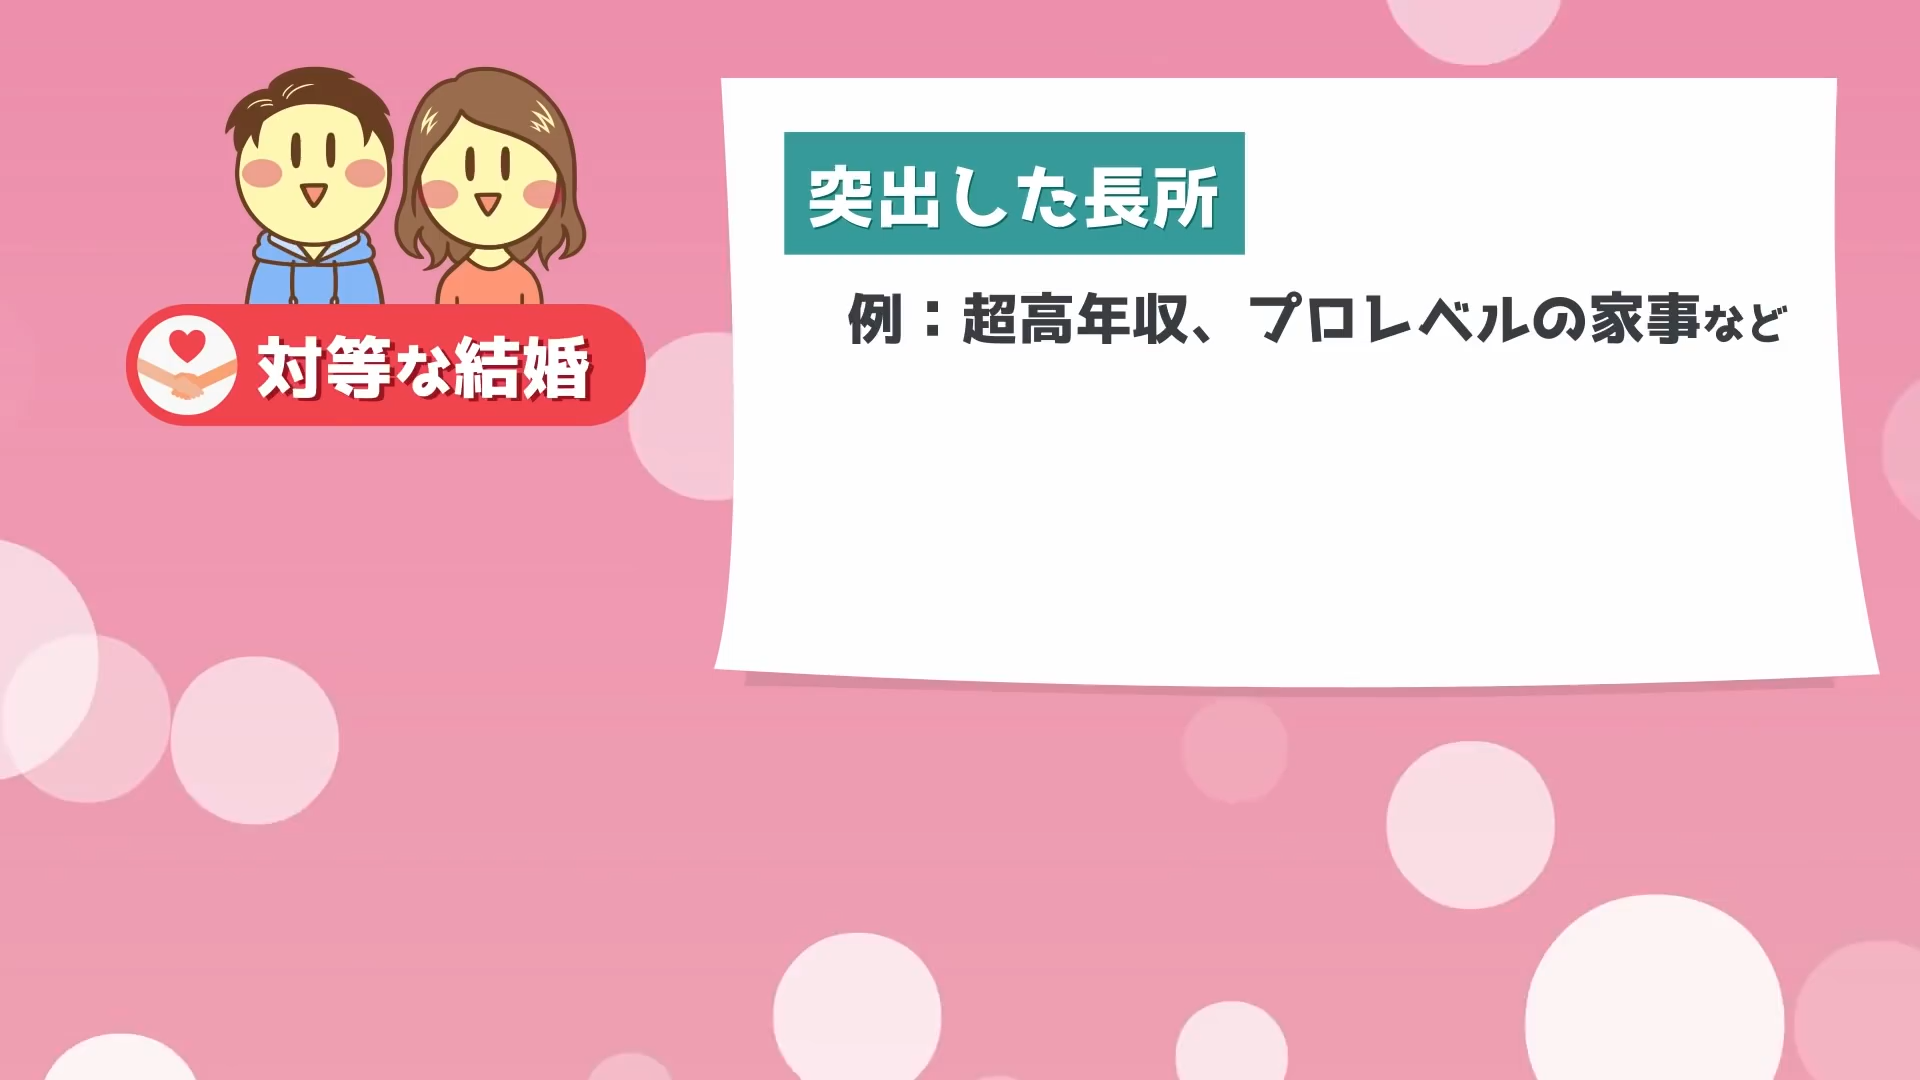 対等な結婚
突出した長所
例：超高年収、プロレベルの家事など